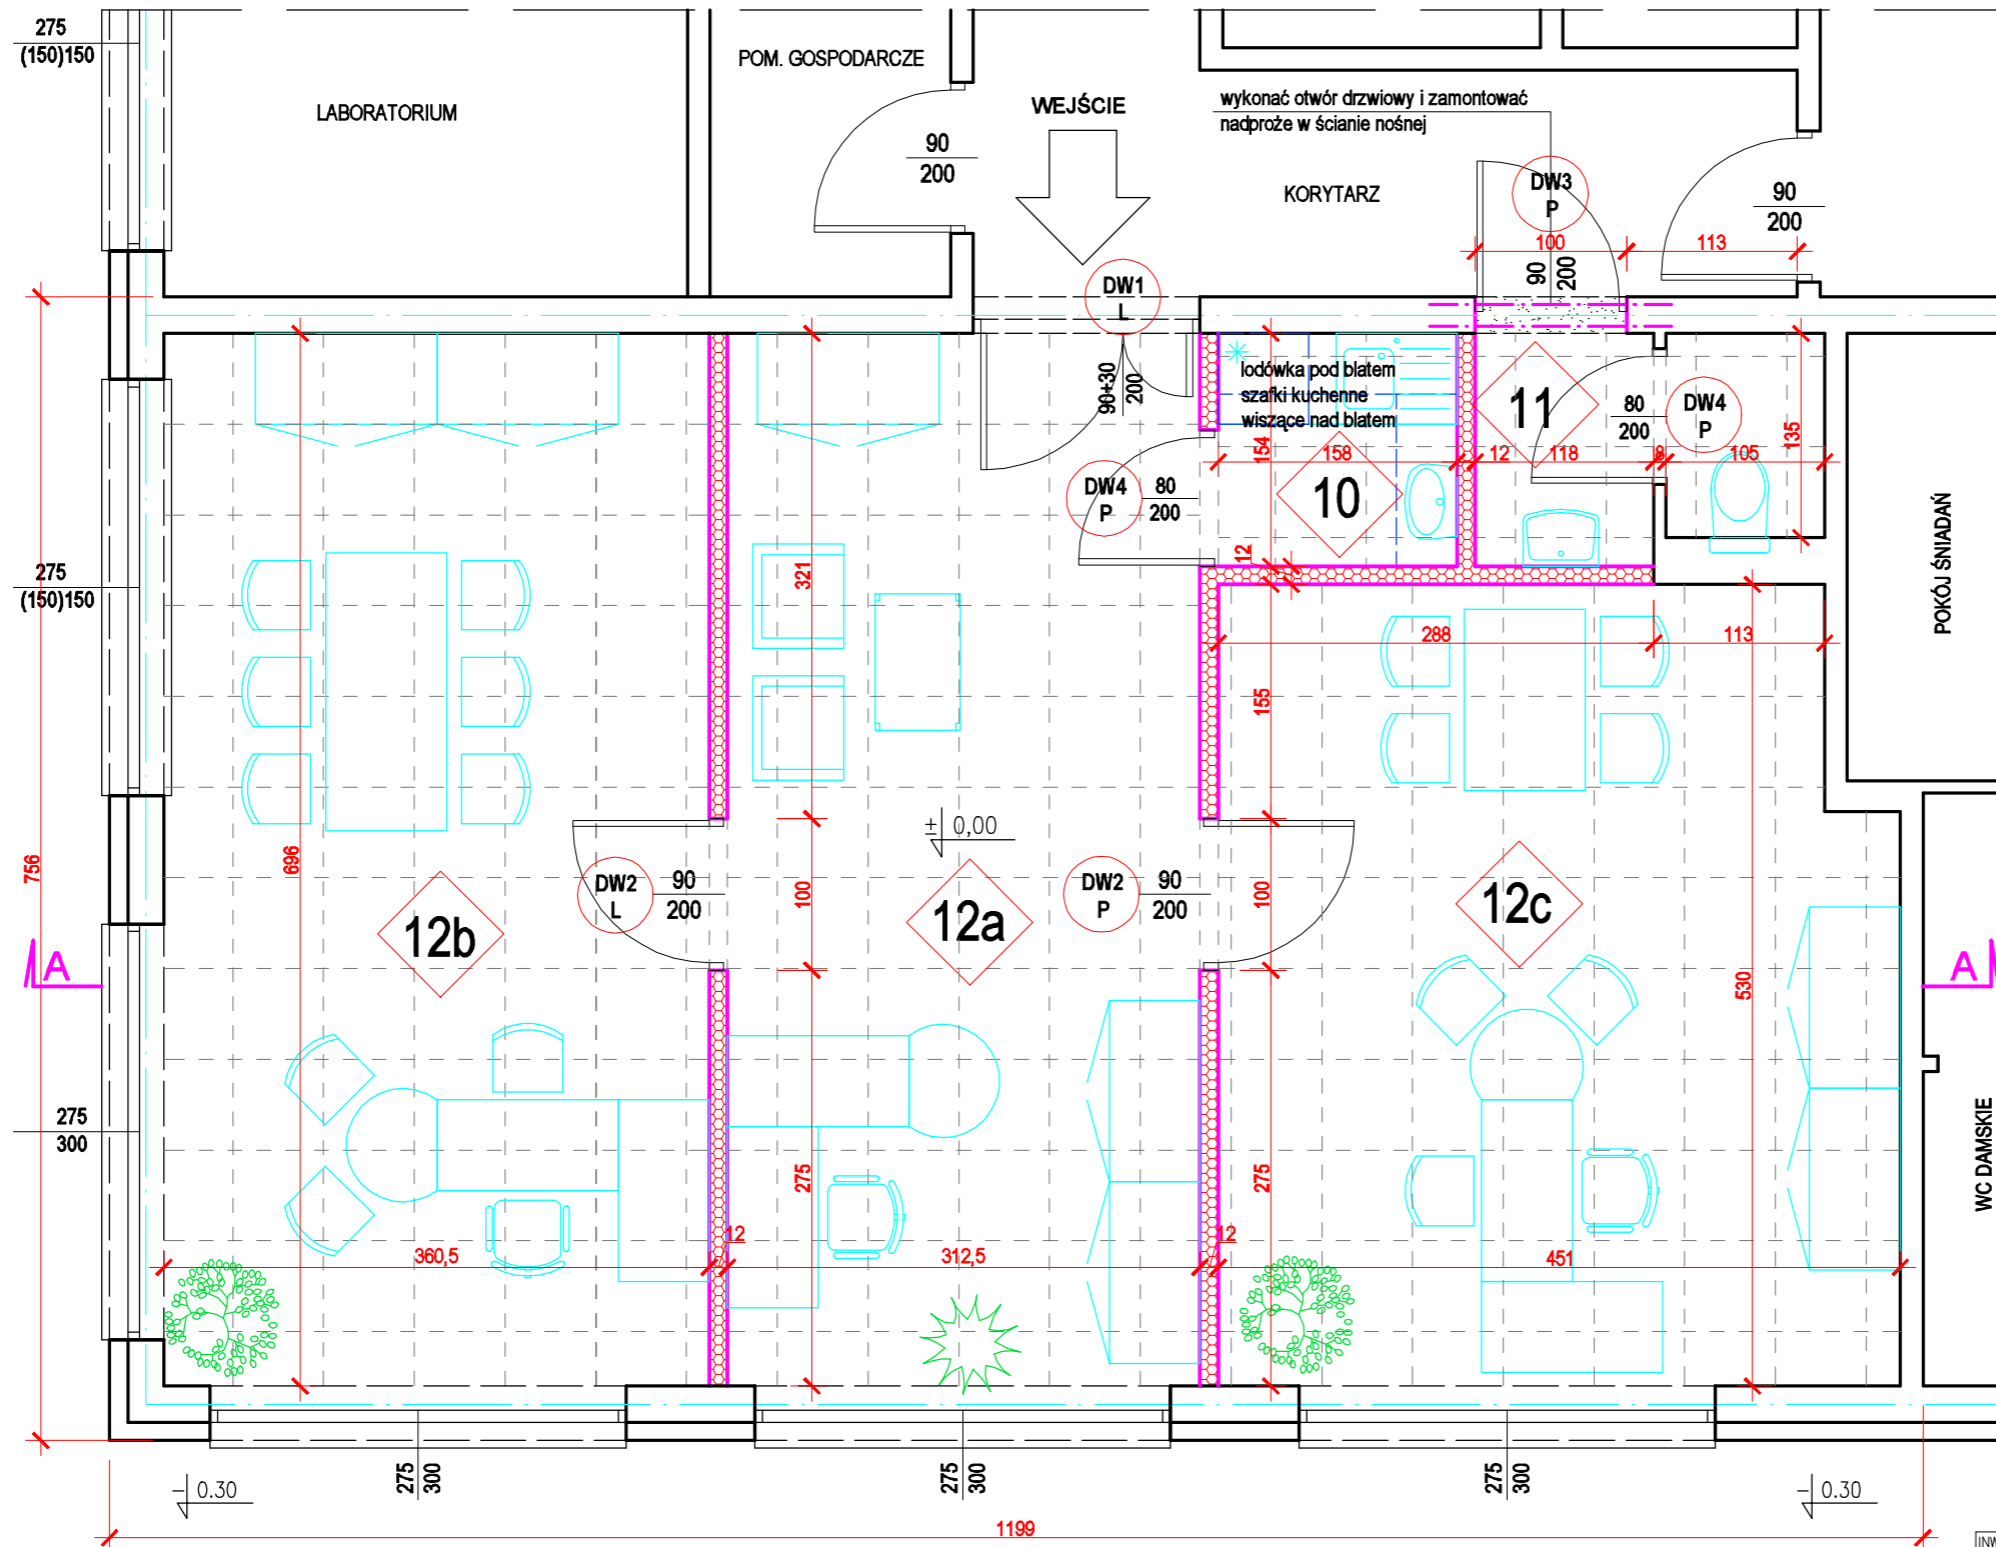 275
(150)150
LABORATORIUM
POM. GOSPODARCZE
WEJŚCIE
wykonać otwór drzwiowy i zamontować
nadproże w ścianie nośnej
90
200
KORYTARZ
DW3
P
90
200
100
113
90
200
DW1
L
90+30
200
lodówka pod blatem
szafki kuchenne
wiszące nad blatem
11
80
200
DW4
P
135
154
158
12
118
8
105
DW4
P
80
200
10
12
275
(150)150
321
POKÓJ ŚNIADAŃ
288
113
155
± 0,00
756
696
DW2
L
90
200
100
DW2
P
90
200
100
12b
12a
12c
A
A
530
275
300
275
275
WC DAMSKIE
12
12
360,5
312,5
451
- 0.30
275
300
275
300
275
300
- 0.30
1199
INW